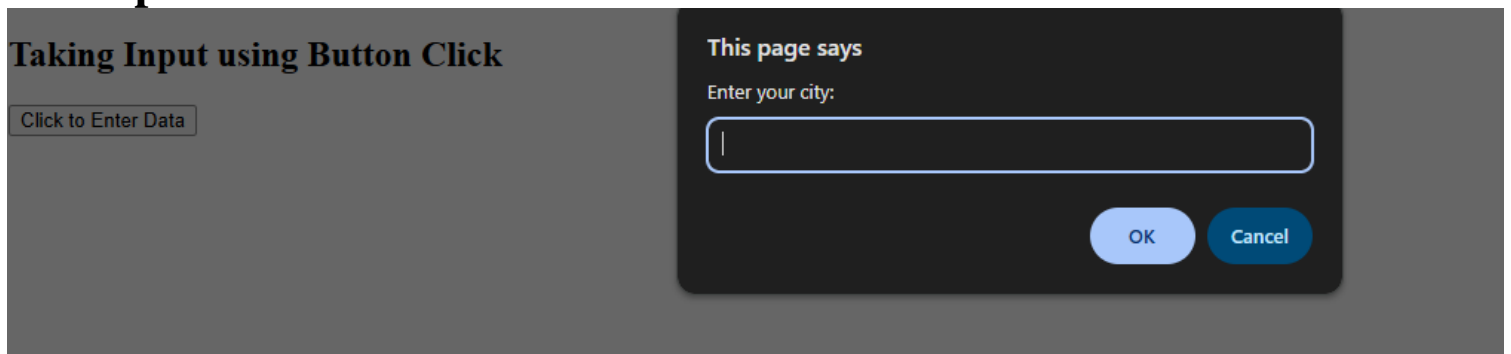 Taking Input using Button Click
Click to Enter Data
This page says
Enter your city:
OK
Cancel